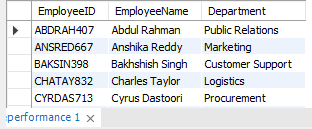 EmployeeID EmployeeName Department
ABDRAH407 Abdul Rahman Public Relations
ANSRED667 Anshika Reddy Marketing
BAKSIN398 Bakhshish Singh Customer Support
CHATAY832 Charles Taylor Logistics
CYRDAS713 Cyrus Dastoori Procurement
eperformance 1